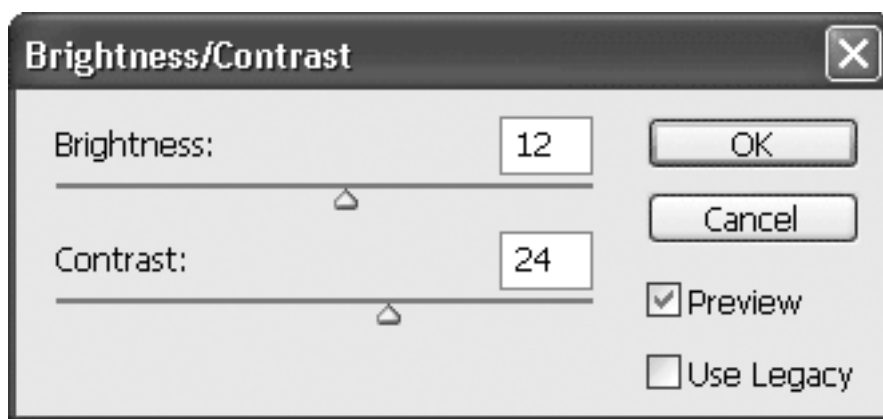 Brightness/Contrast
Brightness: 12
OK
Cancel
Contrast: 24
Preview
Use Legacy